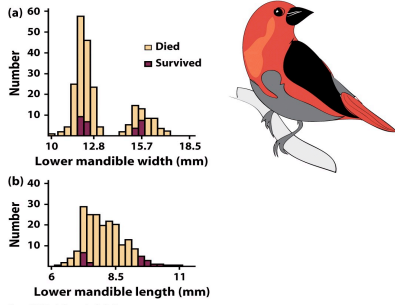 (a)
60
50
40
30
20
10
Number
Died
Survived
10 12.8 15.7 18.5
Lower mandible width (mm)
(b)
40
30
20
10
Number
6 8.5 11
Lower mandible length (mm)